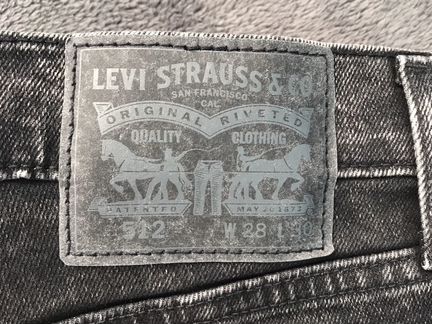 LEVI STRAUSS & CO.
SAN FRANCISCO
CAL
ORIGINAL RIVETED
QUALITY CLOTHING
PATENTED MAY 20 1873
512 W 28 L 30